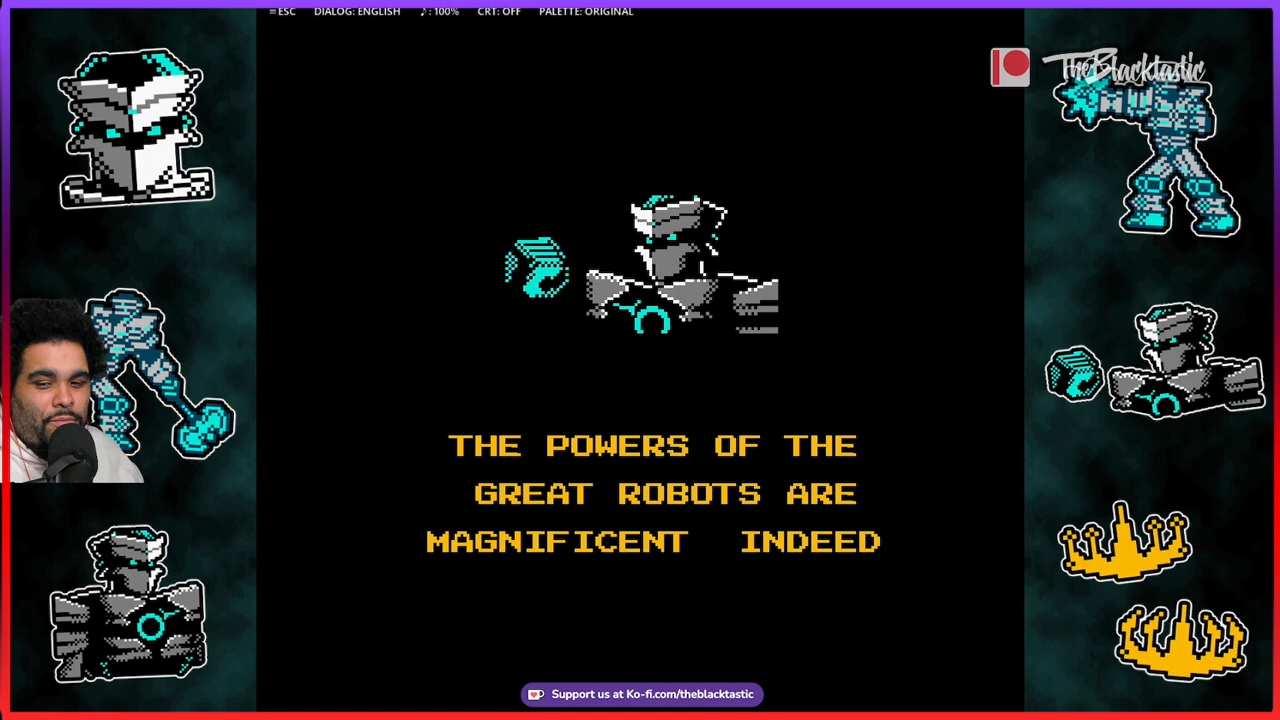 ≡ ESC DIALOG: ENGLISH ♪: 100% CRT: OFF PALETTE: ORIGINAL
TheBlacktastic
THE POWERS OF THE
GREAT ROBOTS ARE
MAGNIFICENT INDEED
Support us at Ko-fi.com/theblacktastic